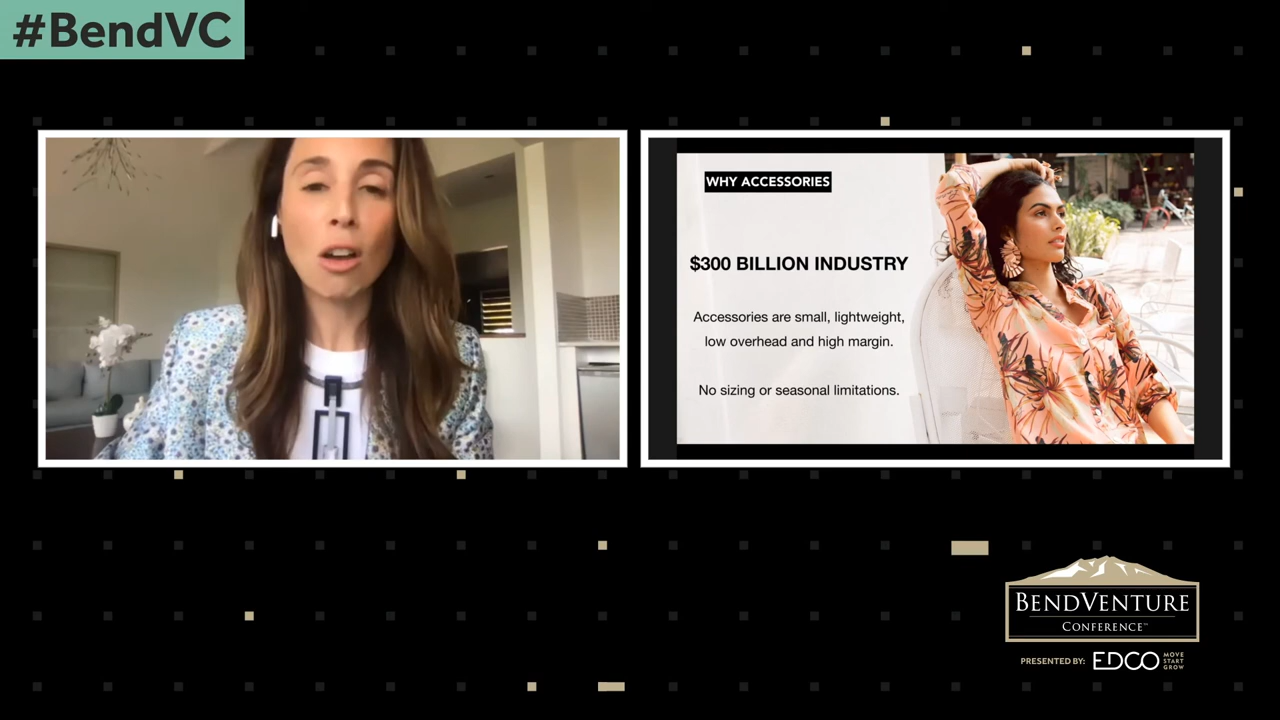 #BendVC
WHY ACCESSORIES
$300 BILLION INDUSTRY
Accessories are small, lightweight,
low overhead and high margin.
No sizing or seasonal limitations.
BENDVENTURE
CONFERENCE™
PRESENTED BY: EDCO MOVE
START
GROW